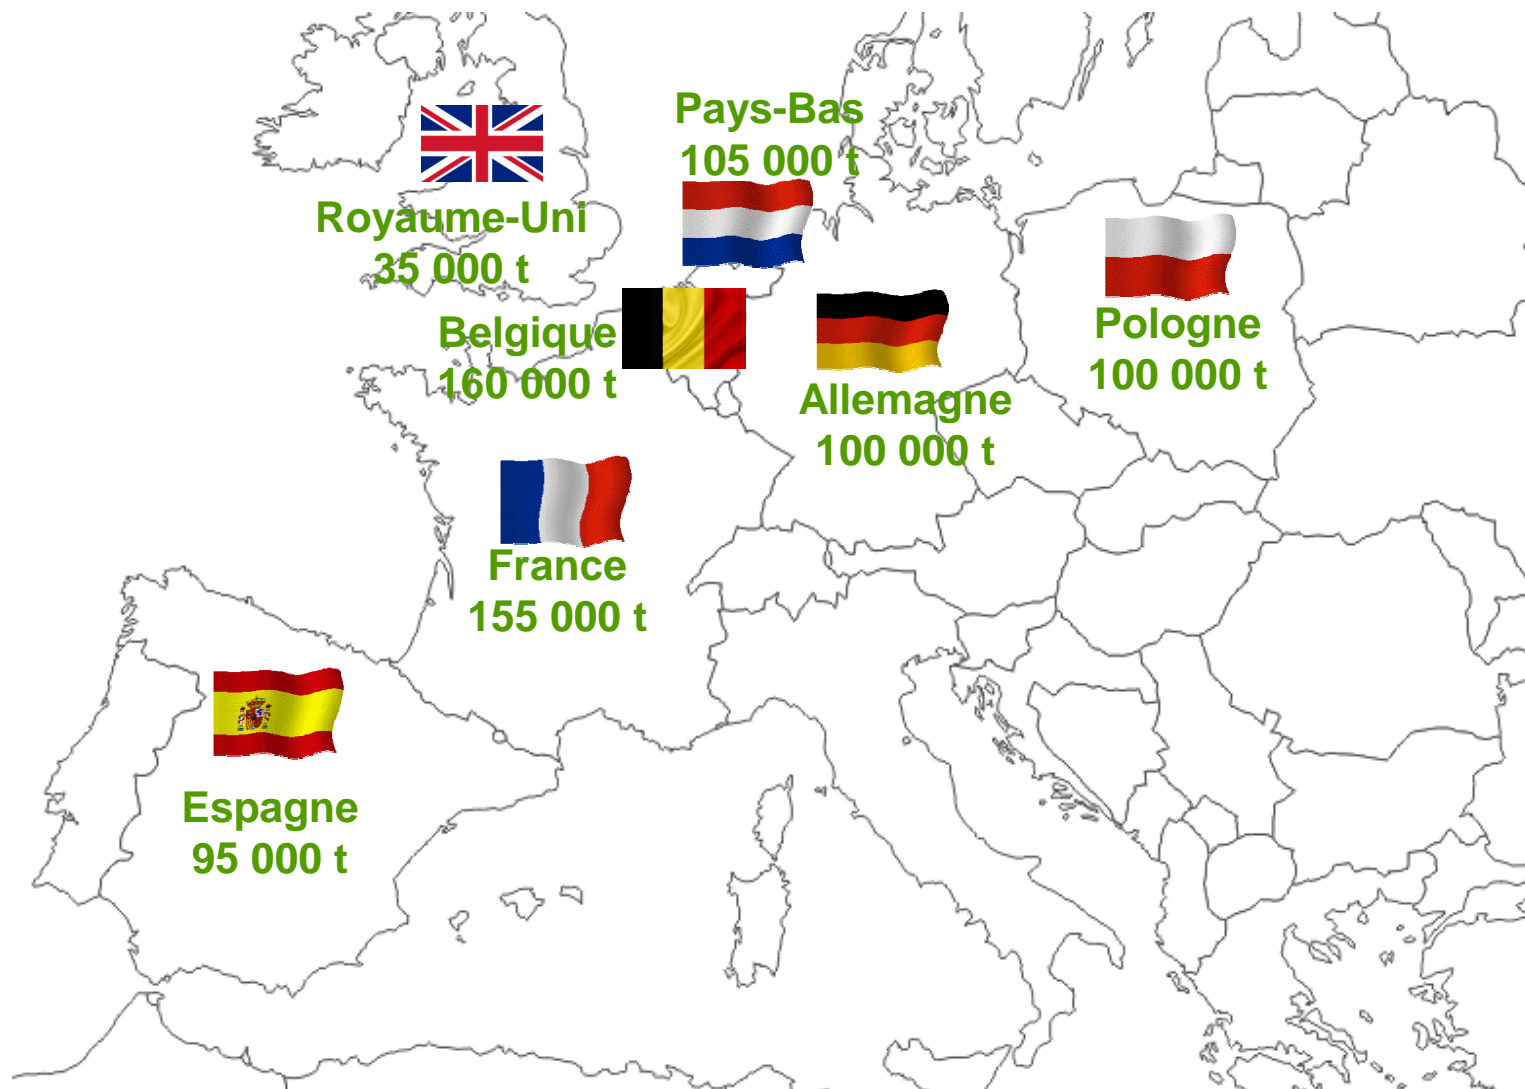 Pays-Bas
105 000 t
Royaume-Uni
35 000 t
Belgique
160 000 t
Pologne
100 000 t
Allemagne
100 000 t
France
155 000 t
Espagne
95 000 t